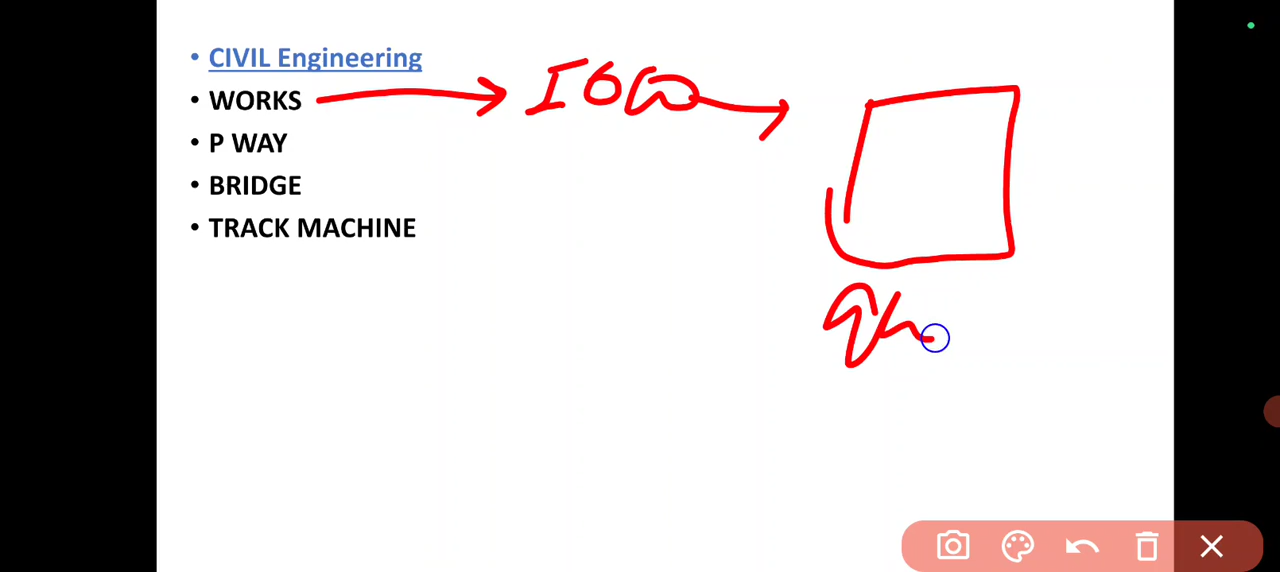 • CIVIL Engineering
• WORKS → IOW →
• P WAY
• BRIDGE
• TRACK MACHINE